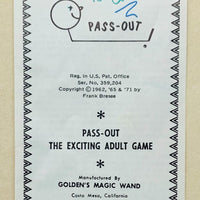 PASS-OUT
Reg. in U.S. Pat. Office
Ser. No. 359,204
Copyright © 1962, '65 & '71 by
Frank Bresee
*
PASS-OUT
THE EXCITING ADULT GAME
*
Manufactured By
GOLDEN'S MAGIC WAND
Costa Mesa, California